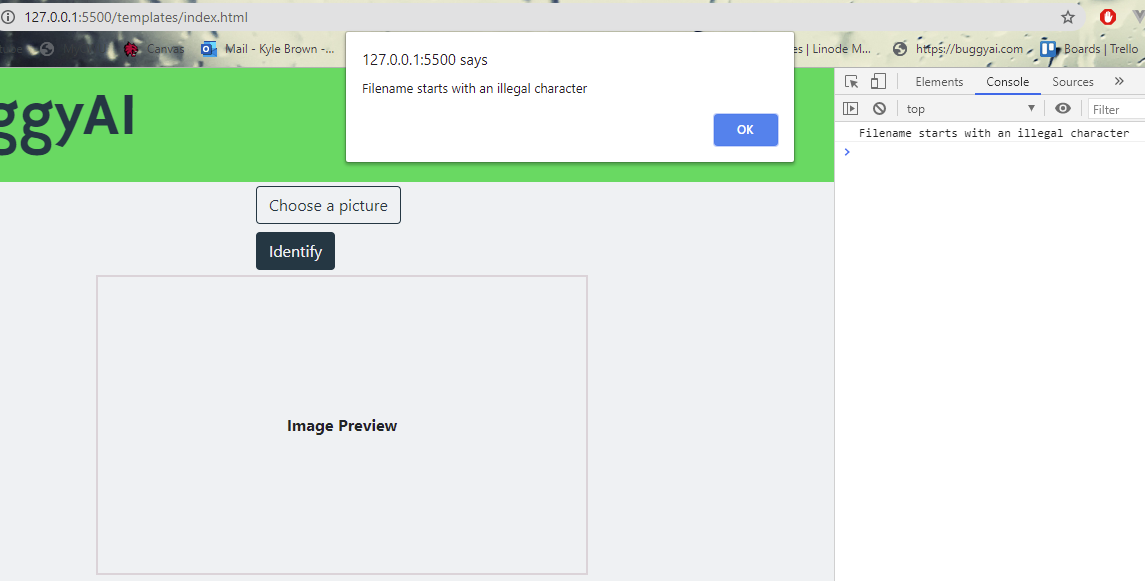 127.0.0.1:5500/templates/index.html
Canvas
Mail - Kyle Brown -...
es | Linode M...
https://buggyai.com
Boards | Trello
127.0.0.1:5500 says
Filename starts with an illegal character
OK
ggyAI
Choose a picture
Identify
Image Preview
Elements
Console
Sources
»
top
Filter
Filename starts with an illegal character